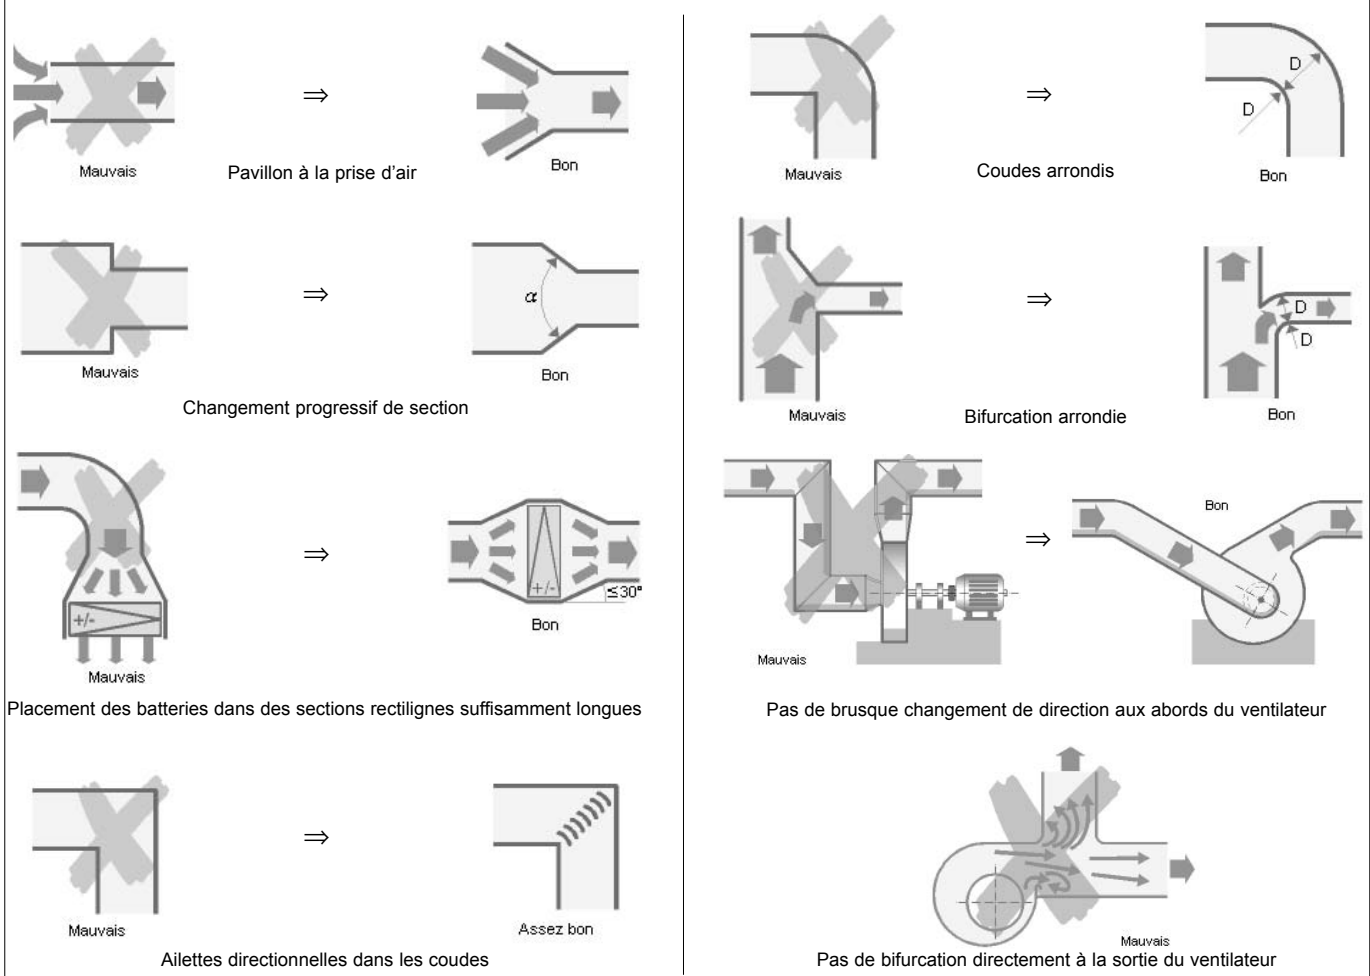 Mauvais
⇒
Pavillon à la prise d'air
Bon
Mauvais
⇒
α
Bon
Changement progressif de section
+/-
Mauvais
⇒
+/-
≤30°
Bon
Placement des batteries dans des sections rectilignes suffisamment longues
Mauvais
⇒
Assez bon
Ailettes directionnelles dans les coudes
Mauvais
⇒
Coudes arrondis
D
D
Bon
Mauvais
⇒
D
D
Bon
Bifurcation arrondie
Mauvais
⇒
Bon
Pas de brusque changement de direction aux abords du ventilateur
Mauvais
Pas de bifurcation directement à la sortie du ventilateur